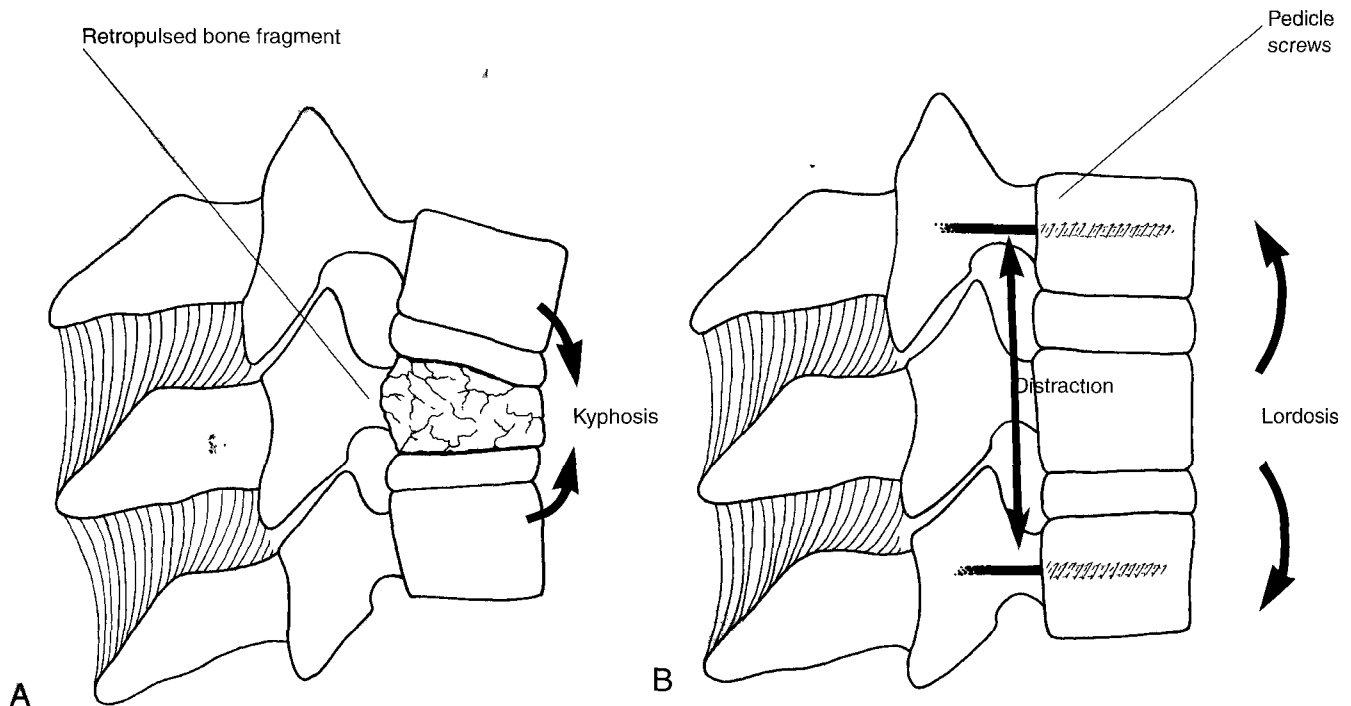 Retropulsed bone fragment
Kyphosis
A
Pedicle
screws
Distraction
Lordosis
B